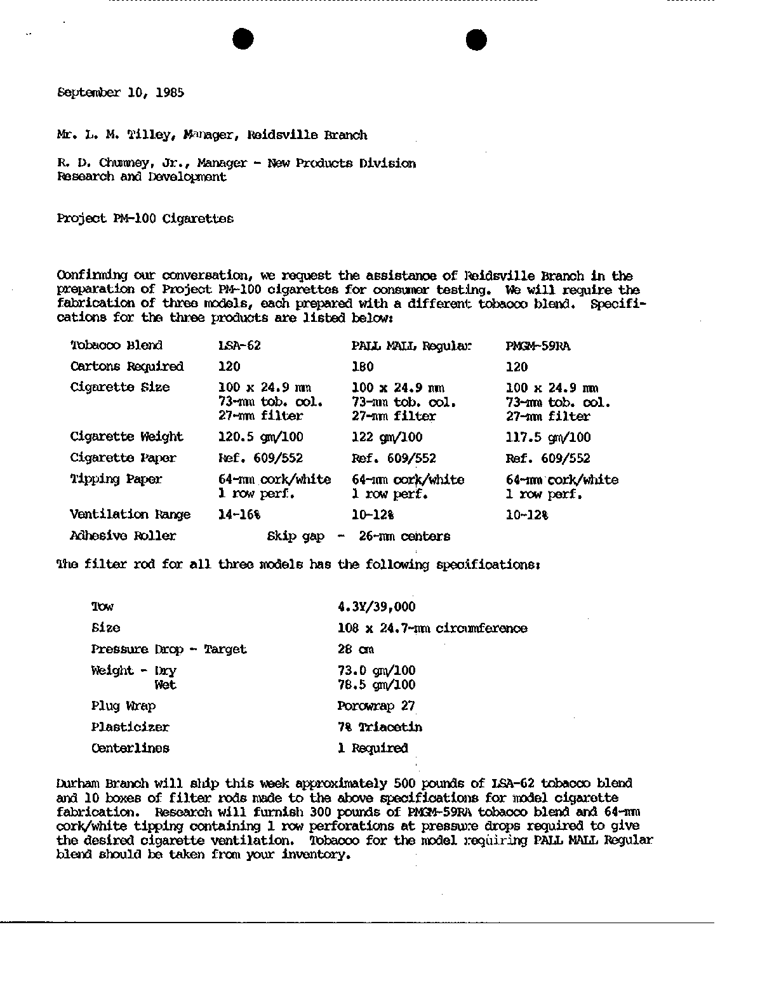 September 10, 1985
Mr. L. M. Tilley, Manager, Reidsville Branch
R. D. Chumney, Jr., Manager - New Products Division
Research and Development
Project PM-100 Cigarettes
Confirming our conversation, we request the assistance of Reidsville Branch in the
preparation of Project PM-100 cigarettes for consumer testing. We will require the
fabrication of three models, each prepared with a different tobacco blend. Specifi-
cations for the three products are listed below:
Tobacco Blend LSA-62 PALL MALL Regular PMGM-59RA
Cartons Required 120 180 120
Cigarette Size 100 x 24.9 mm 100 x 24.9 mm 100 x 24.9 mm
73-mm tob. col. 73-mm tob. col. 73-mm tob. col.
27-mm filter 27-mm filter 27-mm filter
Cigarette Weight 120.5 gm/100 122 gm/100 117.5 gm/100
Cigarette Paper Ref. 609/552 Ref. 609/552 Ref. 609/552
Tipping Paper 64-mm cork/white 64-mm cork/white 64-mm cork/white
1 row perf. 1 row perf. 1 row perf.
Ventilation Range 14-16% 10-12% 10-12%
Adhesive Roller Skip gap - 26-mm centers
The filter rod for all three models has the following specifications:
Tow 4.3Y/39,000
Size 108 x 24.7-mm circumference
Pressure Drop - Target 28 cm
Weight - Dry 73.0 gm/100
Wet 78.5 gm/100
Plug Wrap Porowrap 27
Plasticizer 7% Triacetin
Centerlines 1 Required
Durham Branch will ship this week approximately 500 pounds of LSA-62 tobacco blend
and 10 boxes of filter rods made to the above specifications for model cigarette
fabrication. Research will furnish 300 pounds of PMGM-59RA tobacco blend and 64-mm
cork/white tipping containing 1 row perforations at pressure drops required to give
the desired cigarette ventilation. Tobacco for the model requiring PALL MALL Regular
blend should be taken from your inventory.